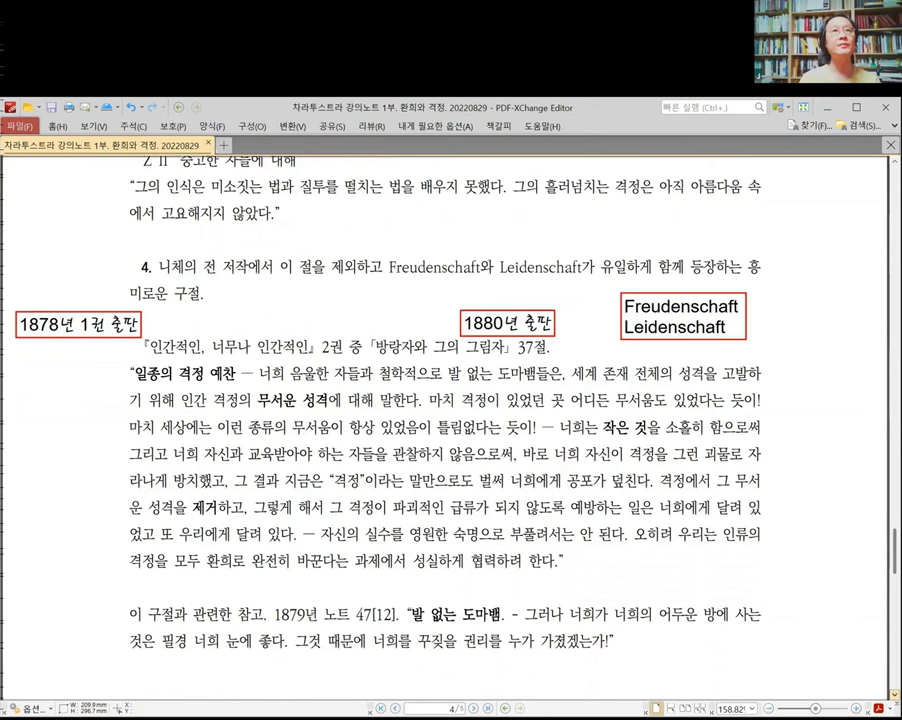 차라투스트라 강의노트 1부. 환희와 격정. 20220829 - PDF-XChange Editor
빠른 실행 (Ctrl+.)
파일(F) 홈(H) 보기(V) 주석(C) 보호(P) 양식(F) 구성(O) 변환(V) 공유(S) 리뷰(R) 내게 필요한 옵션(A) 책갈피 도움말(H) 찾기(F)... 검색(S)...
차라투스트라 강의노트 1부. 환희와 격정. 20220829
Z II 숭고한 자들에 대해
“그의 인식은 미소짓는 법과 질투를 떨치는 법을 배우지 못했다. 그의 흘러넘치는 격정은 아직 아름다움 속
에서 고요해지지 않았다.”
4. 니체의 전 저작에서 이 절을 제외하고 Freudenschaft와 Leidenschaft가 유일하게 함께 등장하는 흥
미로운 구절.
1878년 1권 출판
1880년 출판
Freudenschaft
Leidenschaft
『인간적인, 너무나 인간적인』 2권 중 「방랑자와 그의 그림자」 37절.
“일종의 격정 예찬 — 너희 음울한 자들과 철학적으로 발 없는 도마뱀들은, 세계 존재 전체의 성격을 고발하
기 위해 인간 격정의 무서운 성격에 대해 말한다. 마치 격정이 있었던 곳 어디든 무서움도 있었다는 듯이!
마치 세상에는 이런 종류의 무서움이 항상 있었음이 틀림없다는 듯이! — 너희는 작은 것을 소홀히 함으로써
그리고 너희 자신과 교육받아야 하는 자들을 관찰하지 않음으로써, 바로 너희 자신이 격정을 그런 괴물로 자
라나게 방치했고, 그 결과 지금은 “격정”이라는 말만으로도 벌써 너희에게 공포가 덮친다. 격정에서 그 무서
운 성격을 제거하고, 그렇게 해서 그 격정이 파괴적인 급류가 되지 않도록 예방하는 일은 너희에게 달려 있
었고 또 우리에게 달려 있다. — 자신의 실수를 영원한 숙명으로 부풀려서는 안 된다. 오히려 우리는 인류의
격정을 모두 환희로 완전히 바꾼다는 과제에서 성실하게 협력하려 한다.”
이 구절과 관련한 참고. 1879년 노트 47[12]. “발 없는 도마뱀. - 그러나 너희가 너희의 어두운 방에 사는
것은 필경 너희 눈에 좋다. 그것 때문에 너희를 꾸짖을 권리를 누가 가졌겠는가!”
옵션... W: 209.9mm X:
H: 296.7mm Y:
4/5
158.82%